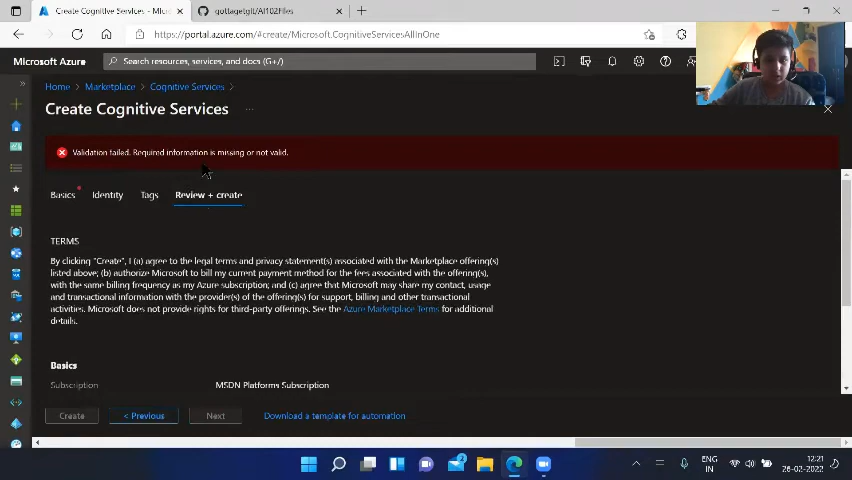 Create Cognitive Services - Mic
gottagetgit/AI102Files
https://portal.azure.com/#create/Microsoft.CognitiveServicesAllInOne
Microsoft Azure
Search resources, services, and docs (G+/)
Home > Marketplace > Cognitive Services >
Create Cognitive Services ...
Validation failed. Required information is missing or not valid.
Basics Identity Tags Review + create
TERMS
By clicking "Create", I (a) agree to the legal terms and privacy statement(s) associated with the Marketplace offering(s)
listed above; (b) authorize Microsoft to bill my current payment method for the fees associated with the offering(s),
with the same billing frequency as my Azure subscription; and (c) agree that Microsoft may share my contact, usage
and transactional information with the provider(s) of the offering(s) for support, billing and other transactional
activities. Microsoft does not provide rights for third-party offerings. See the Azure Marketplace Terms for additional
details.
Basics
Subscription MSDN Platforms Subscription
Create < Previous Next Download a template for automation
ENG 12:21
IN 26-02-2022